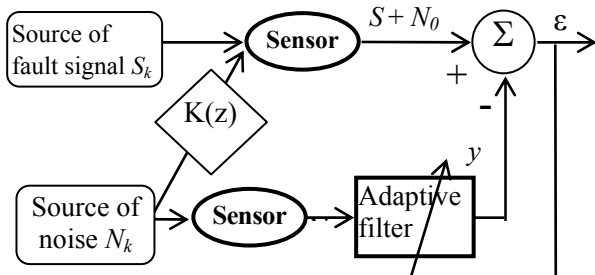 Source of
fault signal Sₖ
Sensor
S + N₀
Σ
ε
+
-
K(z)
y
Source of
noise Nₖ
Sensor
Adaptive
filter